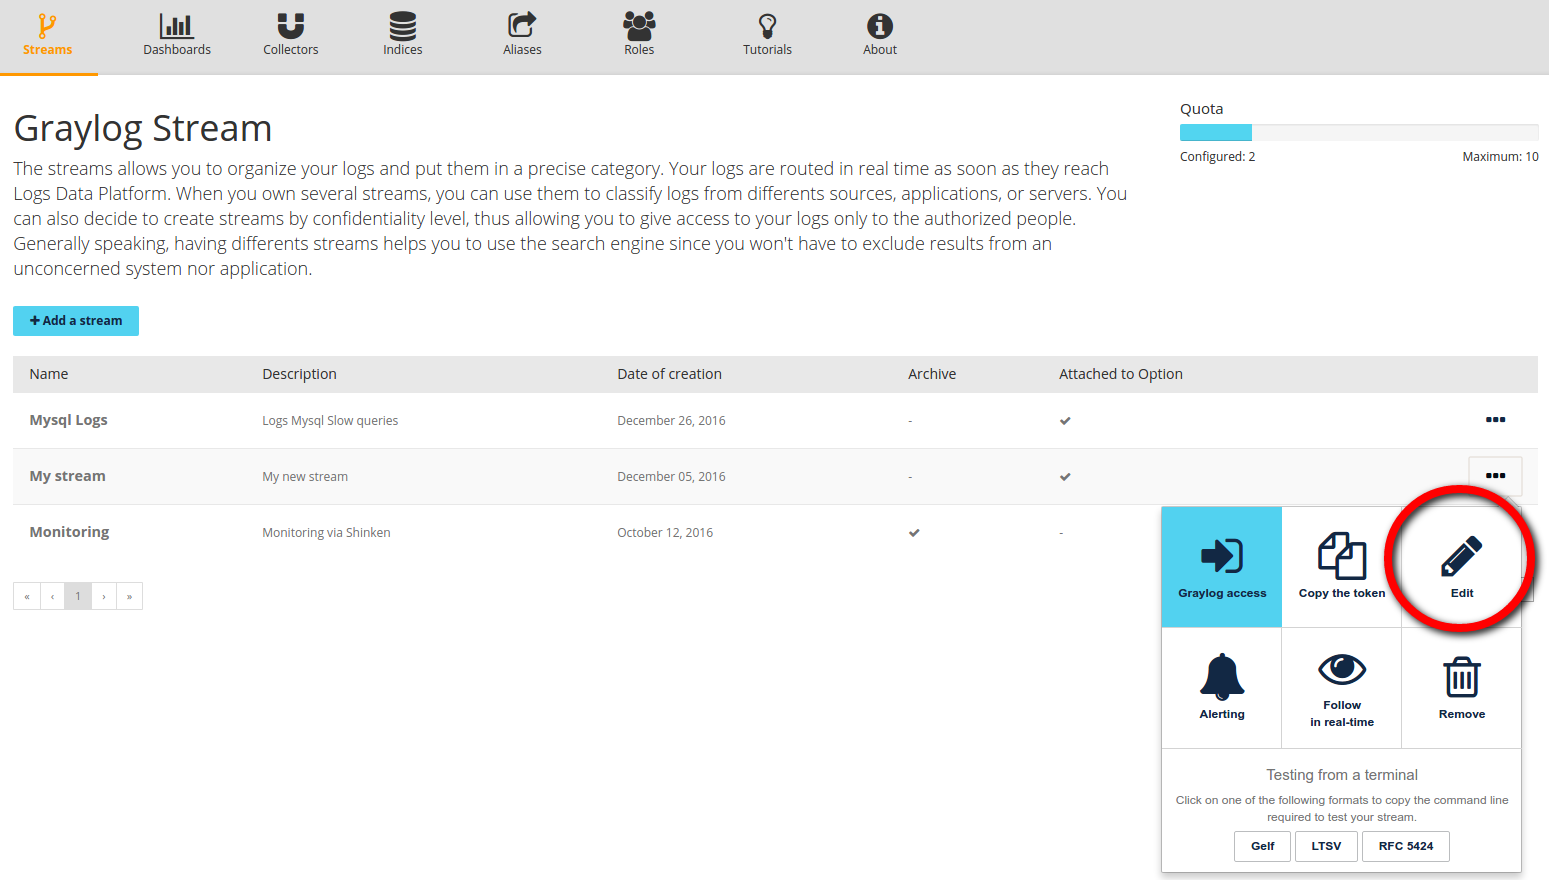 Streams
Dashboards
Collectors
Indices
Aliases
Roles
Tutorials
About
Graylog Stream
The streams allows you to organize your logs and put them in a precise category. Your logs are routed in real time as soon as they reach
Logs Data Platform. When you own several streams, you can use them to classify logs from differents sources, applications, or servers. You
can also decide to create streams by confidentiality level, thus allowing you to give access to your logs only to the authorized people.
Generally speaking, having differents streams helps you to use the search engine since you won't have to exclude results from an
unconcerned system nor application.
Quota
Configured: 2
Maximum: 10
+ Add a stream
Name Description Date of creation Archive Attached to Option
Mysql Logs Logs Mysql Slow queries December 26, 2016 -
My stream My new stream December 05, 2016 -
Monitoring Monitoring via Shinken October 12, 2016 -
« ‹ 1 › »
Graylog access
Copy the token
Edit
Alerting
Follow
in real-time
Remove
Testing from a terminal
Click on one of the following formats to copy the command line
required to test your stream.
Gelf LTSV RFC 5424